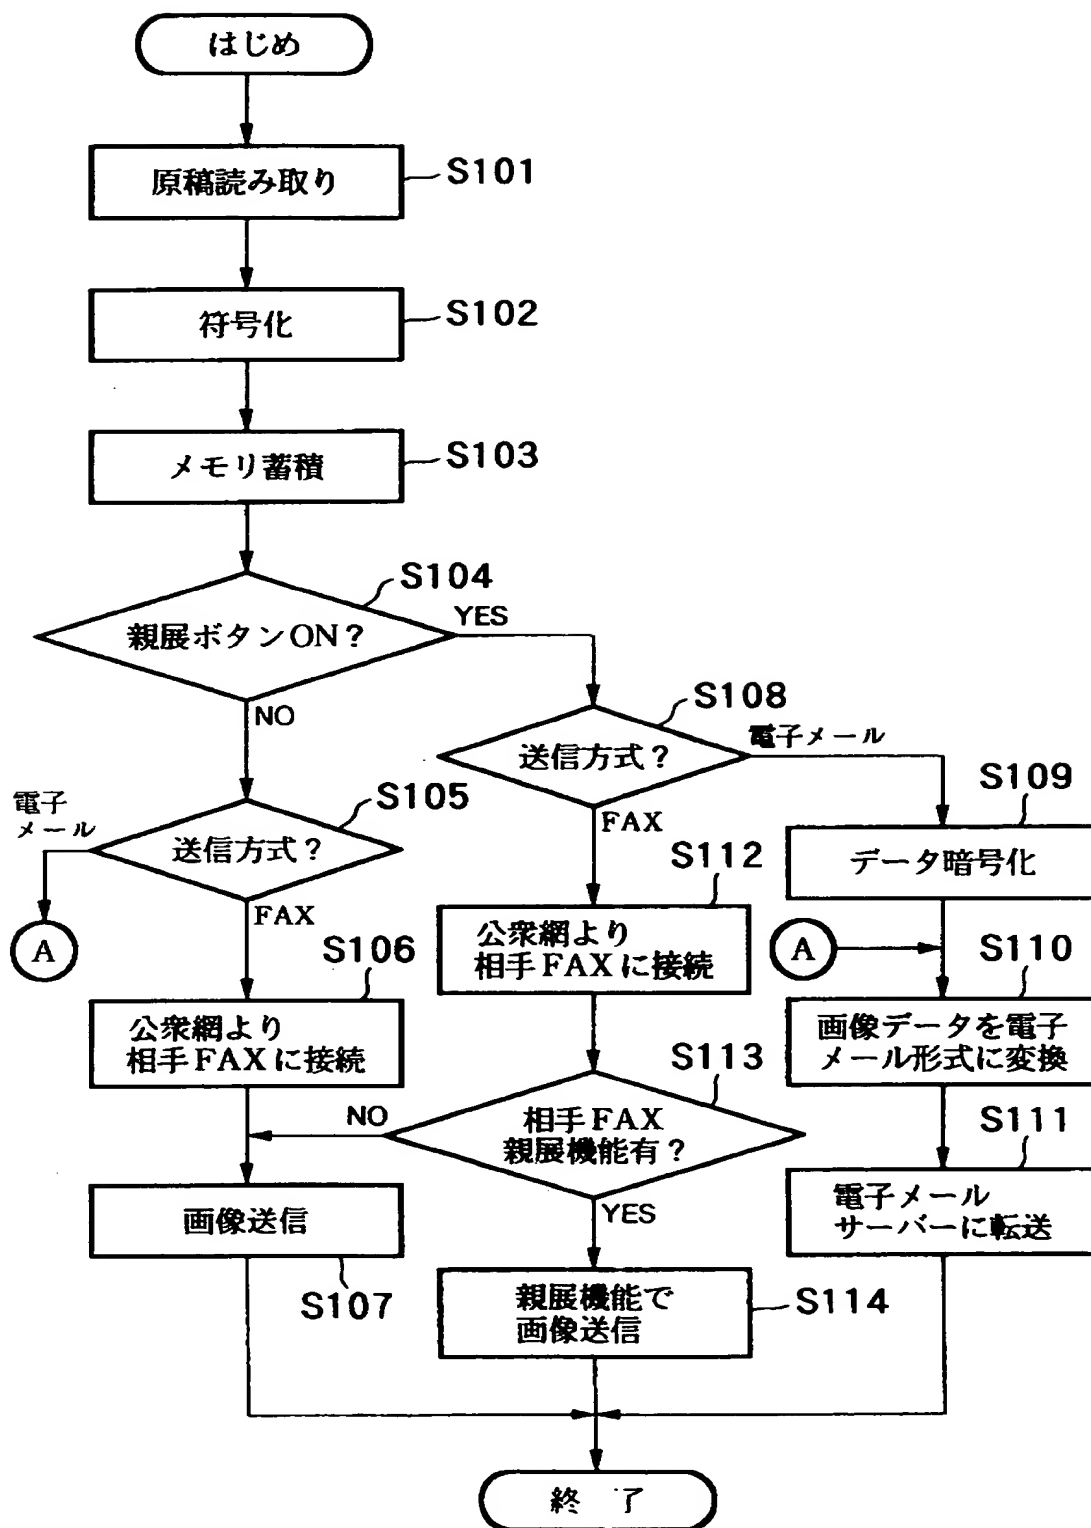 はじめ
原稿読み取り
S101
符号化
S102
メモリ蓄積
S103
S104
親展ボタンON?
YES
NO
S108
送信方式?
電子メール
FAX
S105
電子
メール
送信方式?
FAX
A
S109
データ暗号化
S112
公衆網より
相手FAXに接続
A
S110
画像データを電子
メール形式に変換
S106
公衆網より
相手FAXに接続
S113
相手FAX
親展機能有?
NO
YES
S111
電子メール
サーバーに転送
画像送信
S107
親展機能で
画像送信
S114
終 了